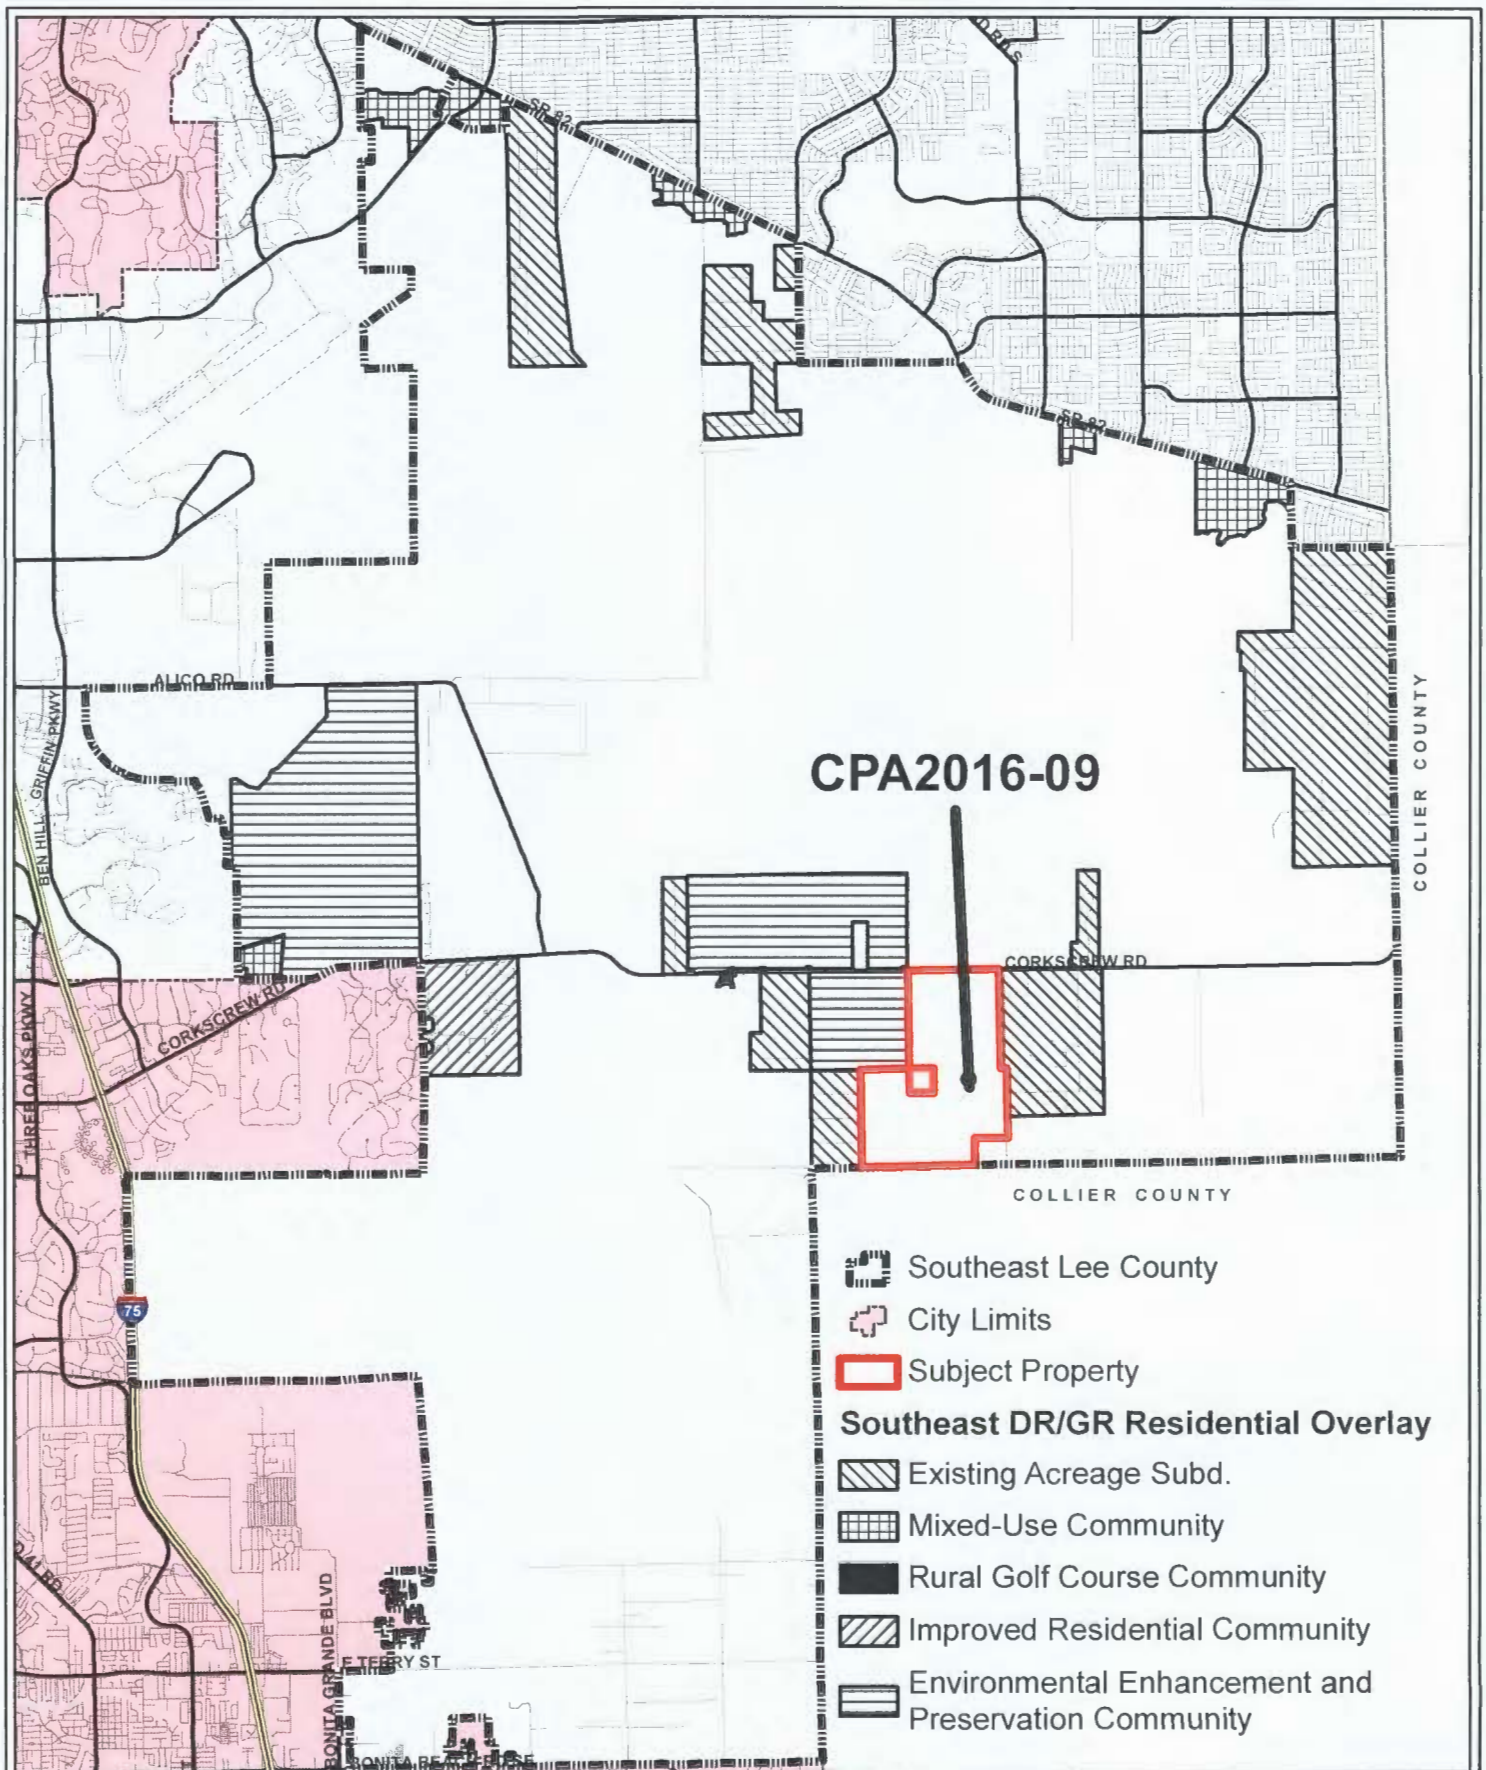 SR 82
SR 82
ALICO RD
BEN HILL GRIFFIN PKWY
COLLIER COUNTY
CPA2016-09
CORKSCREW RD
CORKSCREW RD
THREE OAKS PKWY
COLLIER COUNTY
75
Southeast Lee County
City Limits
Subject Property
Southeast DR/GR Residential Overlay
Existing Acreage Subd.
Mixed-Use Community
Rural Golf Course Community
Improved Residential Community
Environmental Enhancement and
Preservation Community
BONITA GRANDE BLVD
E TERRY ST